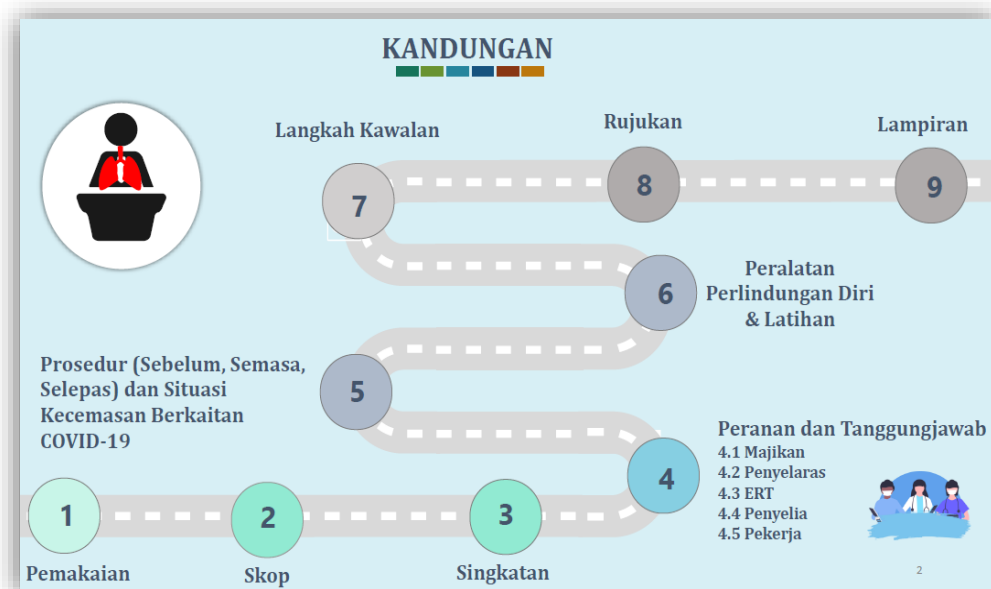 KANDUNGAN
1
Pemakaian
2
Skop
3
Singkatan
4
Peranan dan Tanggungjawab
4.1 Majikan
4.2 Penyelaras
4.3 ERT
4.4 Penyelia
4.5 Pekerja
5
Prosedur (Sebelum, Semasa,
Selepas) dan Situasi
Kecemasan Berkaitan
COVID-19
6
Peralatan
Perlindungan Diri
& Latihan
7
Langkah Kawalan
8
Rujukan
9
Lampiran
2